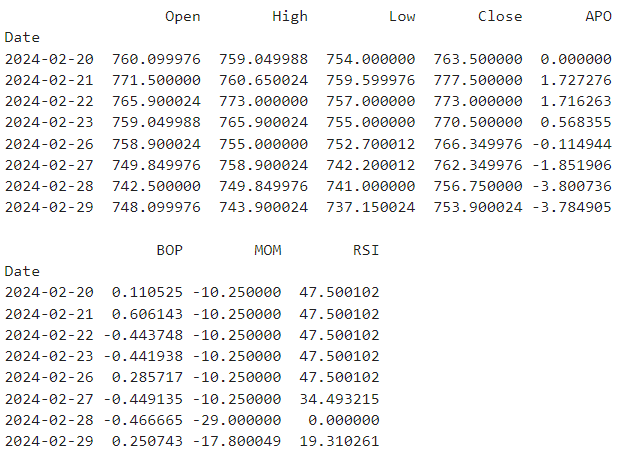 Open High Low Close APO
Date
2024-02-20 760.099976 759.049988 754.000000 763.500000 0.000000
2024-02-21 771.500000 760.650024 759.599976 777.500000 1.727276
2024-02-22 765.900024 773.000000 757.000000 773.000000 1.716263
2024-02-23 759.049988 765.900024 755.000000 770.500000 0.568355
2024-02-26 758.900024 755.000000 752.700012 766.349976 -0.114944
2024-02-27 749.849976 758.900024 742.200012 762.349976 -1.851906
2024-02-28 742.500000 749.849976 741.000000 756.750000 -3.800736
2024-02-29 748.099976 743.900024 737.150024 753.900024 -3.784905
BOP MOM RSI
Date
2024-02-20 0.110525 -10.250000 47.500102
2024-02-21 0.606143 -10.250000 47.500102
2024-02-22 -0.443748 -10.250000 47.500102
2024-02-23 -0.441938 -10.250000 47.500102
2024-02-26 0.285717 -10.250000 47.500102
2024-02-27 -0.449135 -10.250000 34.493215
2024-02-28 -0.466665 -29.000000 0.000000
2024-02-29 0.250743 -17.800049 19.310261